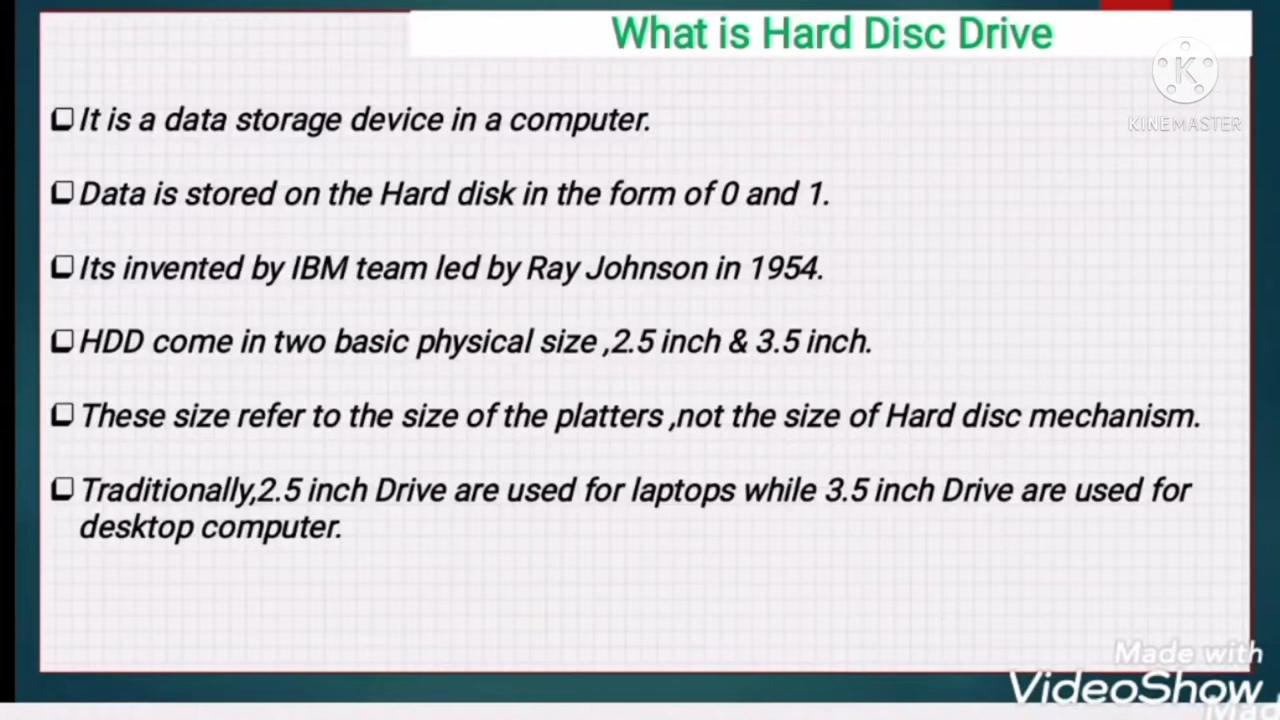 What is Hard Disc Drive
K
KINEMASTER
It is a data storage device in a computer.
Data is stored on the Hard disk in the form of 0 and 1.
Its invented by IBM team led by Ray Johnson in 1954.
HDD come in two basic physical size ,2.5 inch & 3.5 inch.
These size refer to the size of the platters ,not the size of Hard disc mechanism.
Traditionally,2.5 inch Drive are used for laptops while 3.5 inch Drive are used for
desktop computer.
Made with
VideoShow